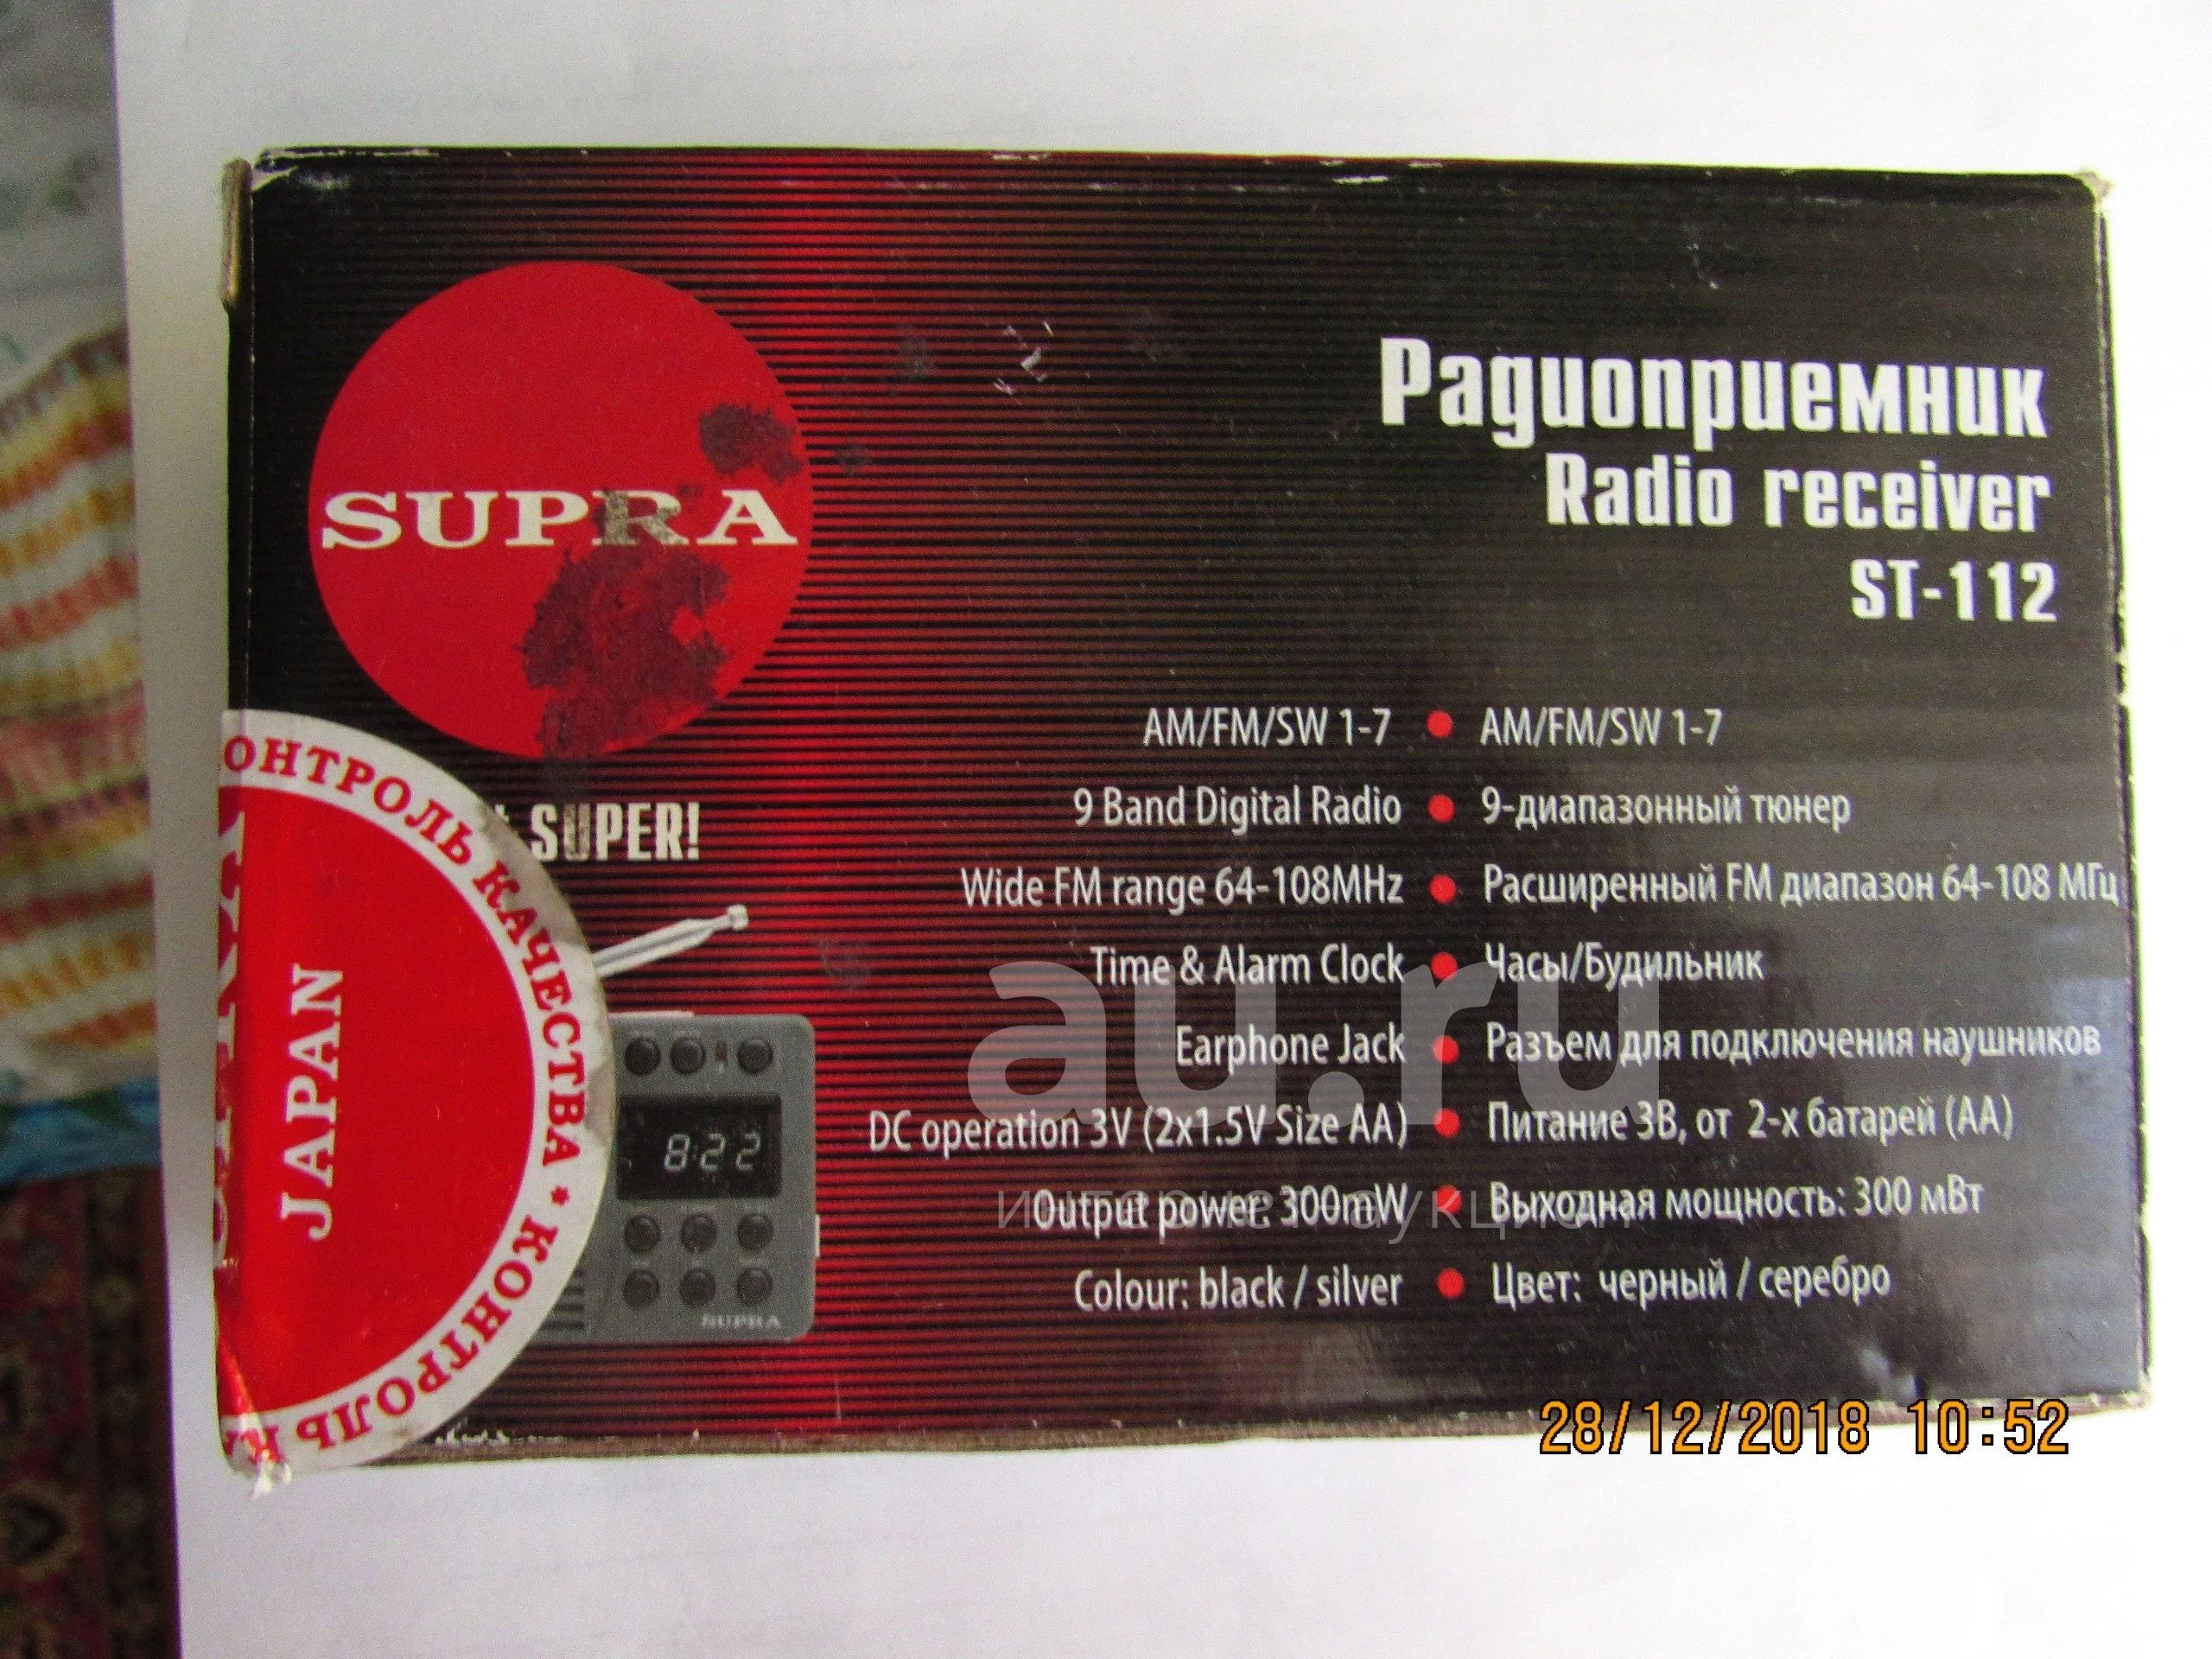 SUPRA
Радиоприемник
Radio receiver
ST-112
SUPER!
AM/FM/SW 1-7 • AM/FM/SW 1-7
9 Band Digital Radio • 9-диапазонный тюнер
Wide FM range 64-108MHz • Расширенный FM диапазон 64-108 МГц
Time & Alarm Clock • Часы/Будильник
Earphone Jack • Разъем для подключения наушников
DC operation 3V (2x1.5V Size AA) • Питание 3В, от 2-х батарей (АА)
Output power: 300mW • Выходная мощность: 300 мВт
Colour: black / silver • Цвет: черный / серебро
ОНТРОЛЬ КАЧЕСТВА * КОНТРОЛЬ КА
JAPAN
8:22
SUPRA
au.ru
интернет аукцион
28/12/2018 10:52